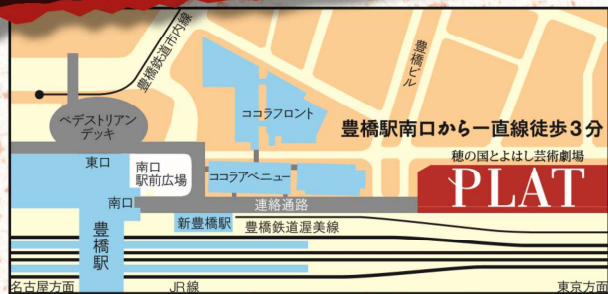 豊橋鉄道市内線
豊橋ビル
ココラフロント
ペデストリアン
デッキ
豊橋駅南口から一直線徒歩3分
穂の国とよはし芸術劇場
PLAT
東口
南口
駅前広場
ココラアベニュー
南口
連絡通路
新豊橋駅
豊橋鉄道渥美線
豊橋駅
名古屋方面
JR線
東京方面